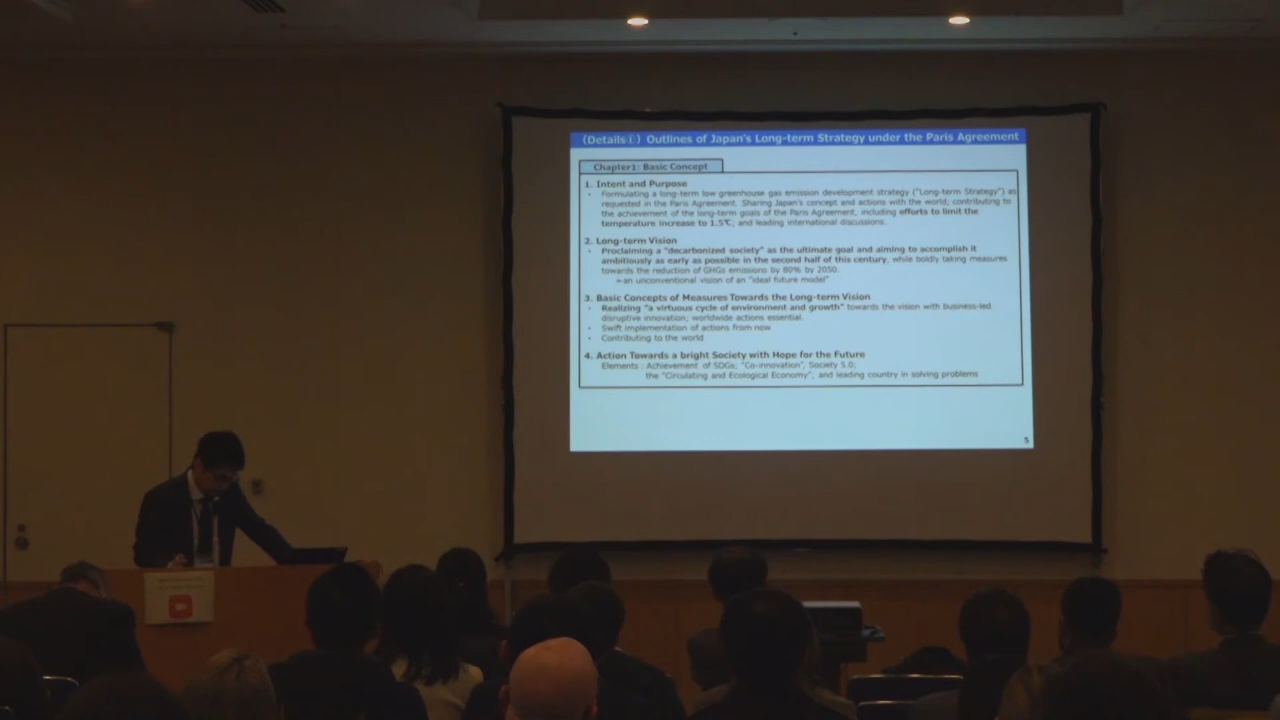 (Details①) Outlines of Japan's Long-term Strategy under the Paris Agreement
Chapter1: Basic Concept
1. Intent and Purpose
・ Formulating a long-term low greenhouse gas emission development strategy ("Long-term Strategy") as
requested in the Paris Agreement. Sharing Japan's concept and actions with the world; contributing to
the achievement of the long-term goals of the Paris Agreement, including efforts to limit the
temperature increase to 1.5℃; and leading international discussions.
2. Long-term Vision
・ Proclaiming a "decarbonized society" as the ultimate goal and aiming to accomplish it
ambitiously as early as possible in the second half of this century, while boldly taking measures
towards the reduction of GHGs emissions by 80% by 2050.
⇒an unconventional vision of an "ideal future model"
3. Basic Concepts of Measures Towards the Long-term Vision
・ Realizing "a virtuous cycle of environment and growth" towards the vision with business-led
disruptive innovation; worldwide actions essential.
・ Swift implementation of actions from now
・ Contributing to the world
4. Action Towards a bright Society with Hope for the Future
Elements : Achievement of SDGs; "Co-innovation", Society 5.0;
the "Circulating and Ecological Economy"; and leading country in solving problems
5